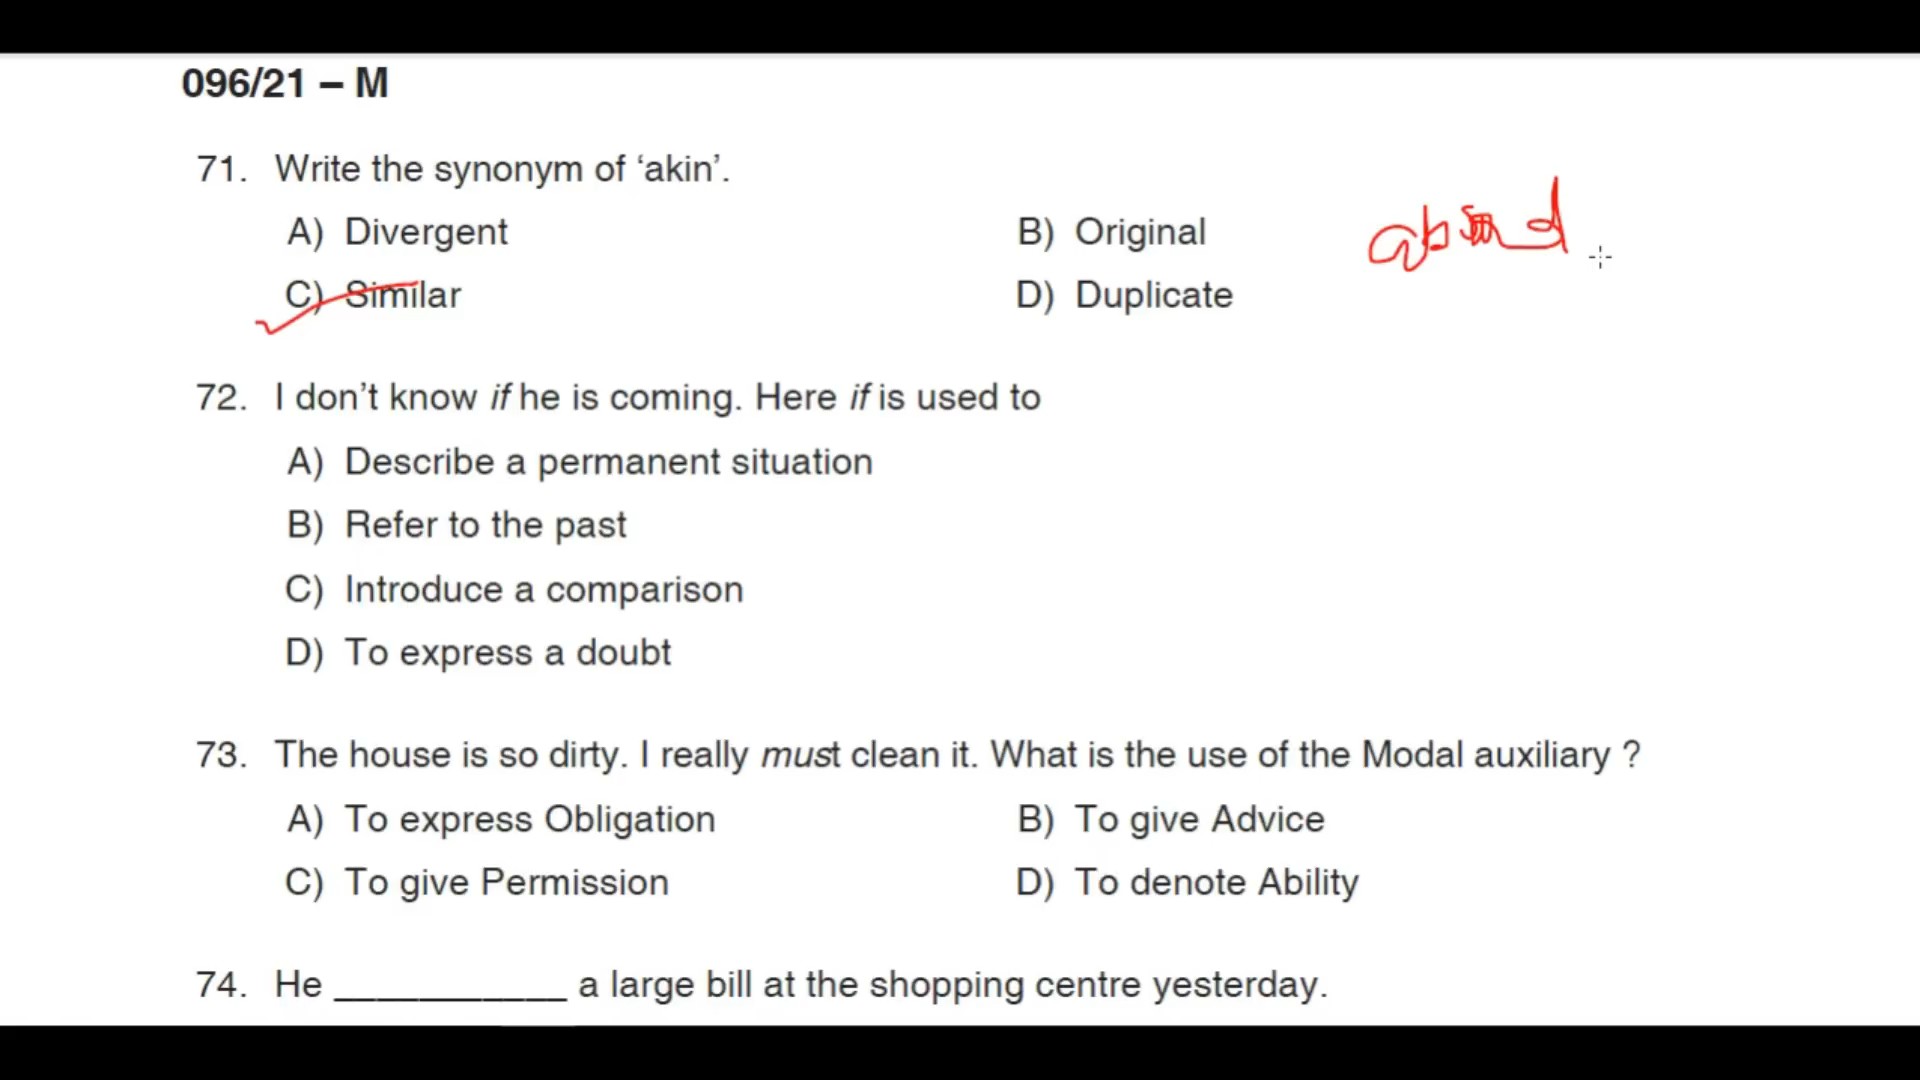 096/21 – M
71. Write the synonym of ‘akin’.
A) Divergent B) Original
C) Similar D) Duplicate
72. I don’t know if he is coming. Here if is used to
A) Describe a permanent situation
B) Refer to the past
C) Introduce a comparison
D) To express a doubt
73. The house is so dirty. I really must clean it. What is the use of the Modal auxiliary ?
A) To express Obligation B) To give Advice
C) To give Permission D) To denote Ability
74. He ___________ a large bill at the shopping centre yesterday.